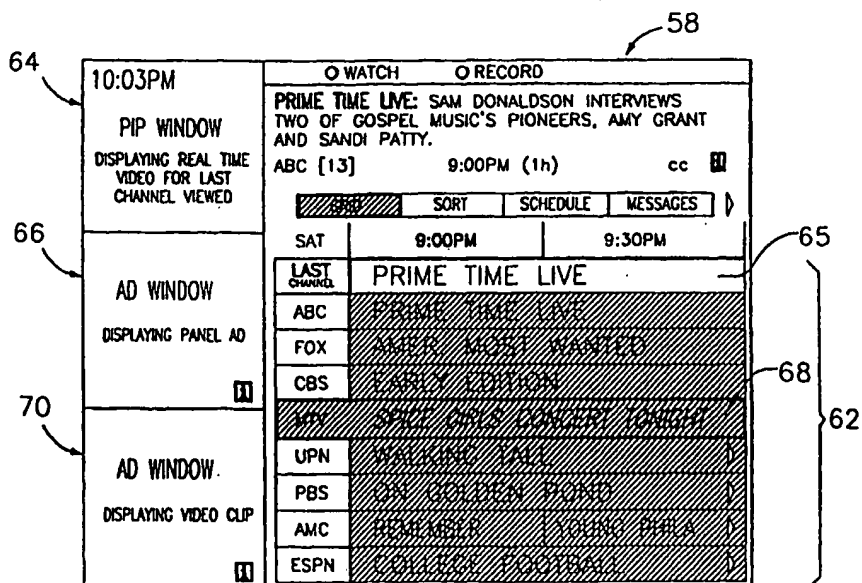 58
64
10:03PM
PIP WINDOW
DISPLAYING REAL TIME
VIDEO FOR LAST
CHANNEL VIEWED
WATCH RECORD
PRIME TIME LIVE: SAM DONALDSON INTERVIEWS
TWO OF GOSPEL MUSIC'S PIONEERS, AMY GRANT
AND SANDI PATTY.
ABC [13] 9:00PM (1h) cc
GRID SORT SCHEDULE MESSAGES
66
AD WINDOW
DISPLAYING PANEL AD
SAT 9:00PM 9:30PM
65
LAST
CHANNEL
PRIME TIME LIVE
ABC PRIME TIME LIVE
FOX AMER. MOST WANTED
CBS EARLY EDITION
68
MTV SPICE GIRLS CONCERT TONIGHT
62
70
AD WINDOW
DISPLAYING VIDEO CLIP
UPN WALKING TALL
PBS ON GOLDEN POND
AMC REMEMBER YOUNG PHILA
ESPN COLLEGE FOOTBALL